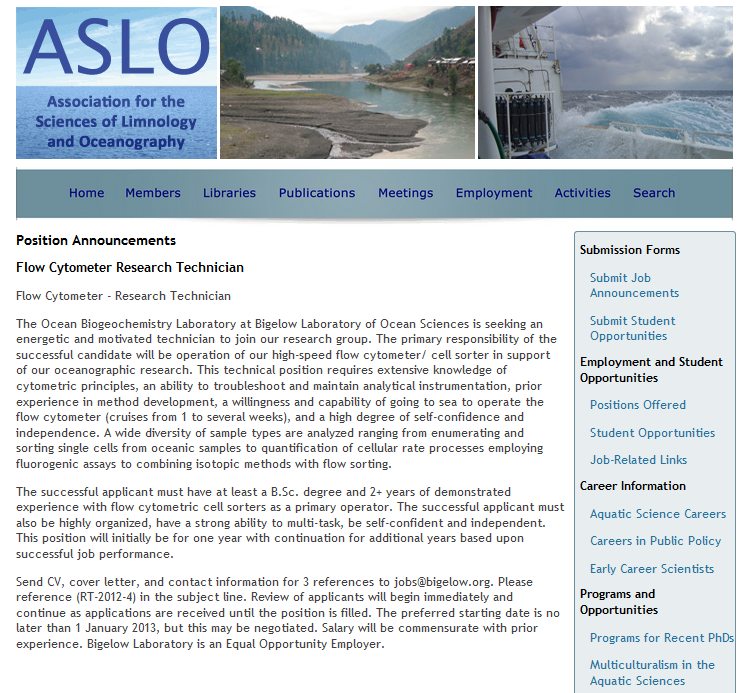 ASLO
Association for the
Sciences of Limnology
and Oceanography
Home Members Libraries Publications Meetings Employment Activities Search
Position Announcements
Flow Cytometer Research Technician
Flow Cytometer - Research Technician
The Ocean Biogeochemistry Laboratory at Bigelow Laboratory of Ocean Sciences is seeking an
energetic and motivated technician to join our research group. The primary responsibility of the
successful candidate will be operation of our high-speed flow cytometer/ cell sorter in support
of our oceanographic research. This technical position requires extensive knowledge of
cytometric principles, an ability to troubleshoot and maintain analytical instrumentation, prior
experience in method development, a willingness and capability of going to sea to operate the
flow cytometer (cruises from 1 to several weeks), and a high degree of self-confidence and
independence. A wide diversity of sample types are analyzed ranging from enumerating and
sorting single cells from oceanic samples to quantification of cellular rate processes employing
fluorogenic assays to combining isotopic methods with flow sorting.
The successful applicant must have at least a B.Sc. degree and 2+ years of demonstrated
experience with flow cytometric cell sorters as a primary operator. The successful applicant must
also be highly organized, have a strong ability to multi-task, be self-confident and independent.
This position will initially be for one year with continuation for additional years based upon
successful job performance.
Send CV, cover letter, and contact information for 3 references to jobs@bigelow.org. Please
reference (RT-2012-4) in the subject line. Review of applicants will begin immediately and
continue as applications are received until the position is filled. The preferred starting date is no
later than 1 January 2013, but this may be negotiated. Salary will be commensurate with prior
experience. Bigelow Laboratory is an Equal Opportunity Employer.
Submission Forms
Submit Job
Announcements
Submit Student
Opportunities
Employment and Student
Opportunities
Positions Offered
Student Opportunities
Job-Related Links
Career Information
Aquatic Science Careers
Careers in Public Policy
Early Career Scientists
Programs and
Opportunities
Programs for Recent PhDs
Multiculturalism in the
Aquatic Sciences